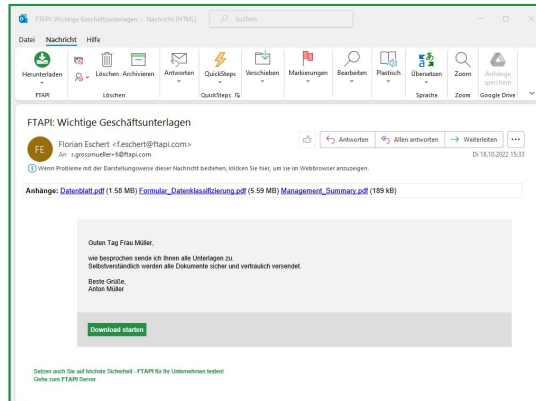 FTAPI: Wichtige Geschäftsunterlagen - Nachricht (HTML)
Suchen
Datei Nachricht Hilfe
Herunterladen
Löschen Archivieren
Antworten
QuickSteps
Verschieben
Markierungen
Bearbeiten
Plastisch
Übersetzen
Zoom
Anhänge speichern
FTAPI
Löschen
QuickSteps
Sprache
Zoom
Google Drive
FTAPI: Wichtige Geschäftsunterlagen
FE
Florian Eschert <f.eschert@ftapi.com>
An r.grossmueller+6@ftapi.com
Antworten
Allen antworten
Weiterleiten
Di 18.10.2022 15:33
Wenn Probleme mit der Darstellungsweise dieser Nachricht bestehen, klicken Sie hier, um sie im Webbrowser anzuzeigen.
Anhänge: Datenblatt.pdf (1.58 MB) Formular_Datenklassifizierung.pdf (5.59 MB) Management_Summary.pdf (189 kB)
Guten Tag Frau Müller,
wie besprochen sende ich Ihnen alle Unterlagen zu.
Selbstverständlich werden alle Dokumente sicher und vertraulich versendet.
Beste Grüße,
Anton Müller
Download starten
Setzen auch Sie auf höchste Sicherheit - FTAPI für Ihr Unternehmen testen!
Gehe zum FTAPI Server